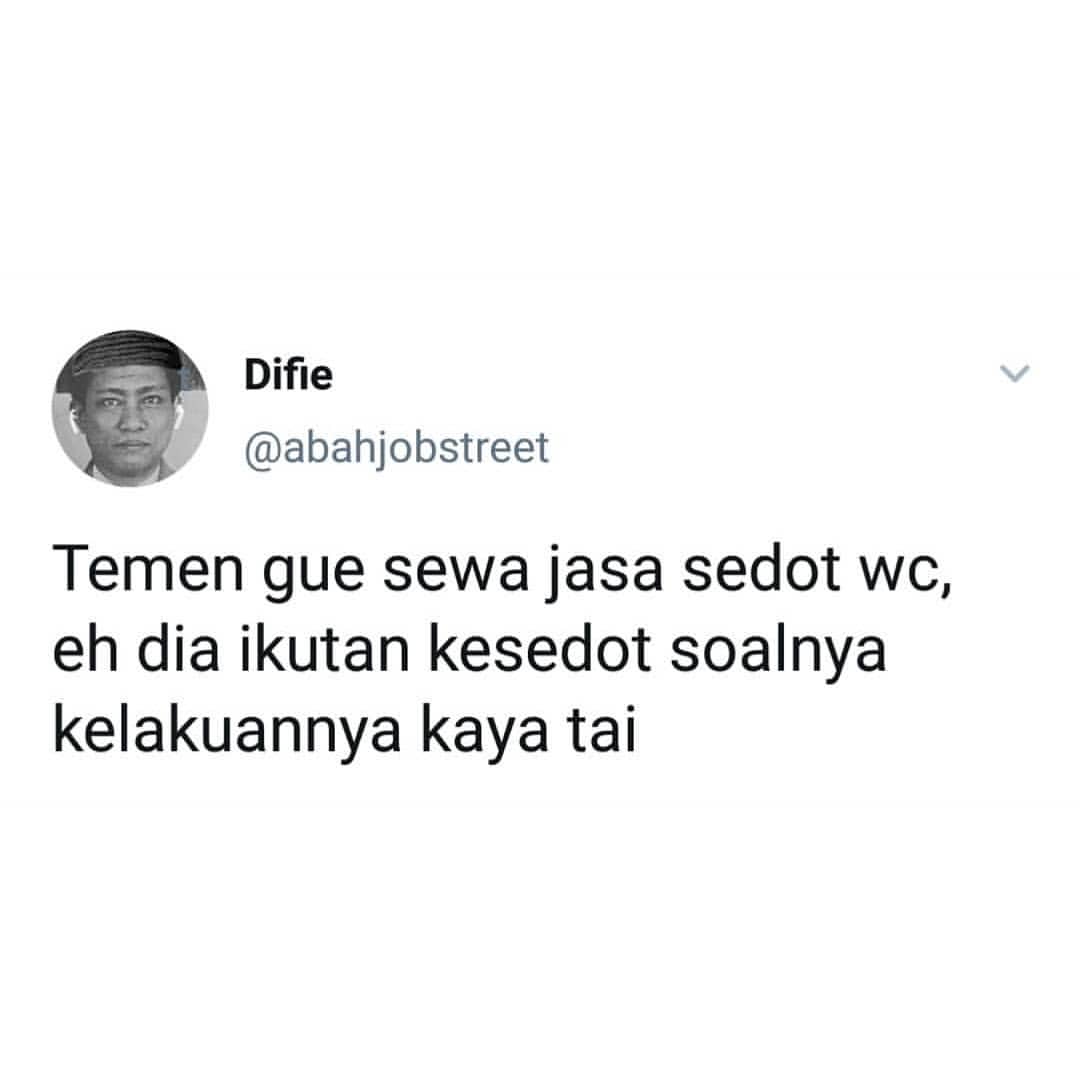 Difie
@abahjobstreet
Temen gue sewa jasa sedot wc,
eh dia ikutan kesedot soalnya
kelakuannya kaya tai